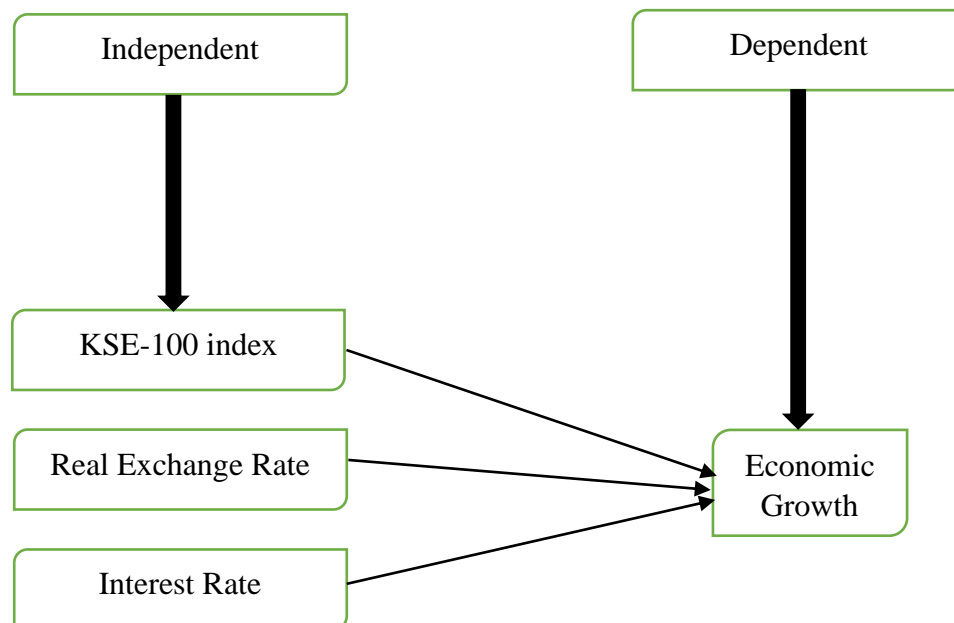 Independent
Dependent
KSE-100 index
Real Exchange Rate
Economic
Growth
Interest Rate